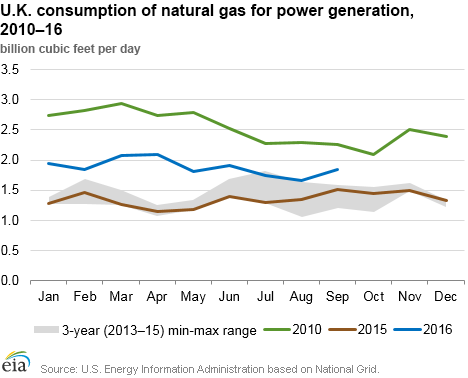 U.K. consumption of natural gas for power generation,
2010–16
billion cubic feet per day
3.5
3.0
2.5
2.0
1.5
1.0
0.5
0.0
Jan Feb Mar Apr May Jun Jul Aug Sep Oct Nov Dec
3-year (2013–15) min-max range 2010 2015 2016
eia Source: U.S. Energy Information Administration based on National Grid.